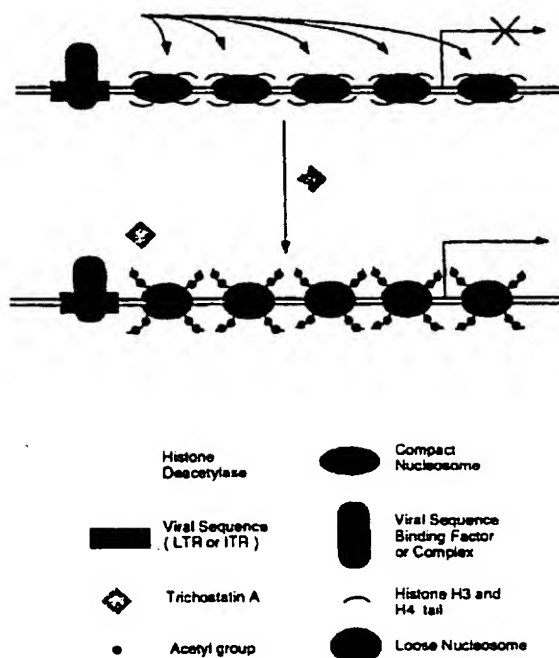 Histone
Deacetylase
Compact
Nucleosome
Viral Sequence
( LTR or ITR )
Viral Sequence
Binding Factor
or Complex
Trichostatin A
Histone H3 and
H4 tail
Acetyl group
Loose Nucleosome